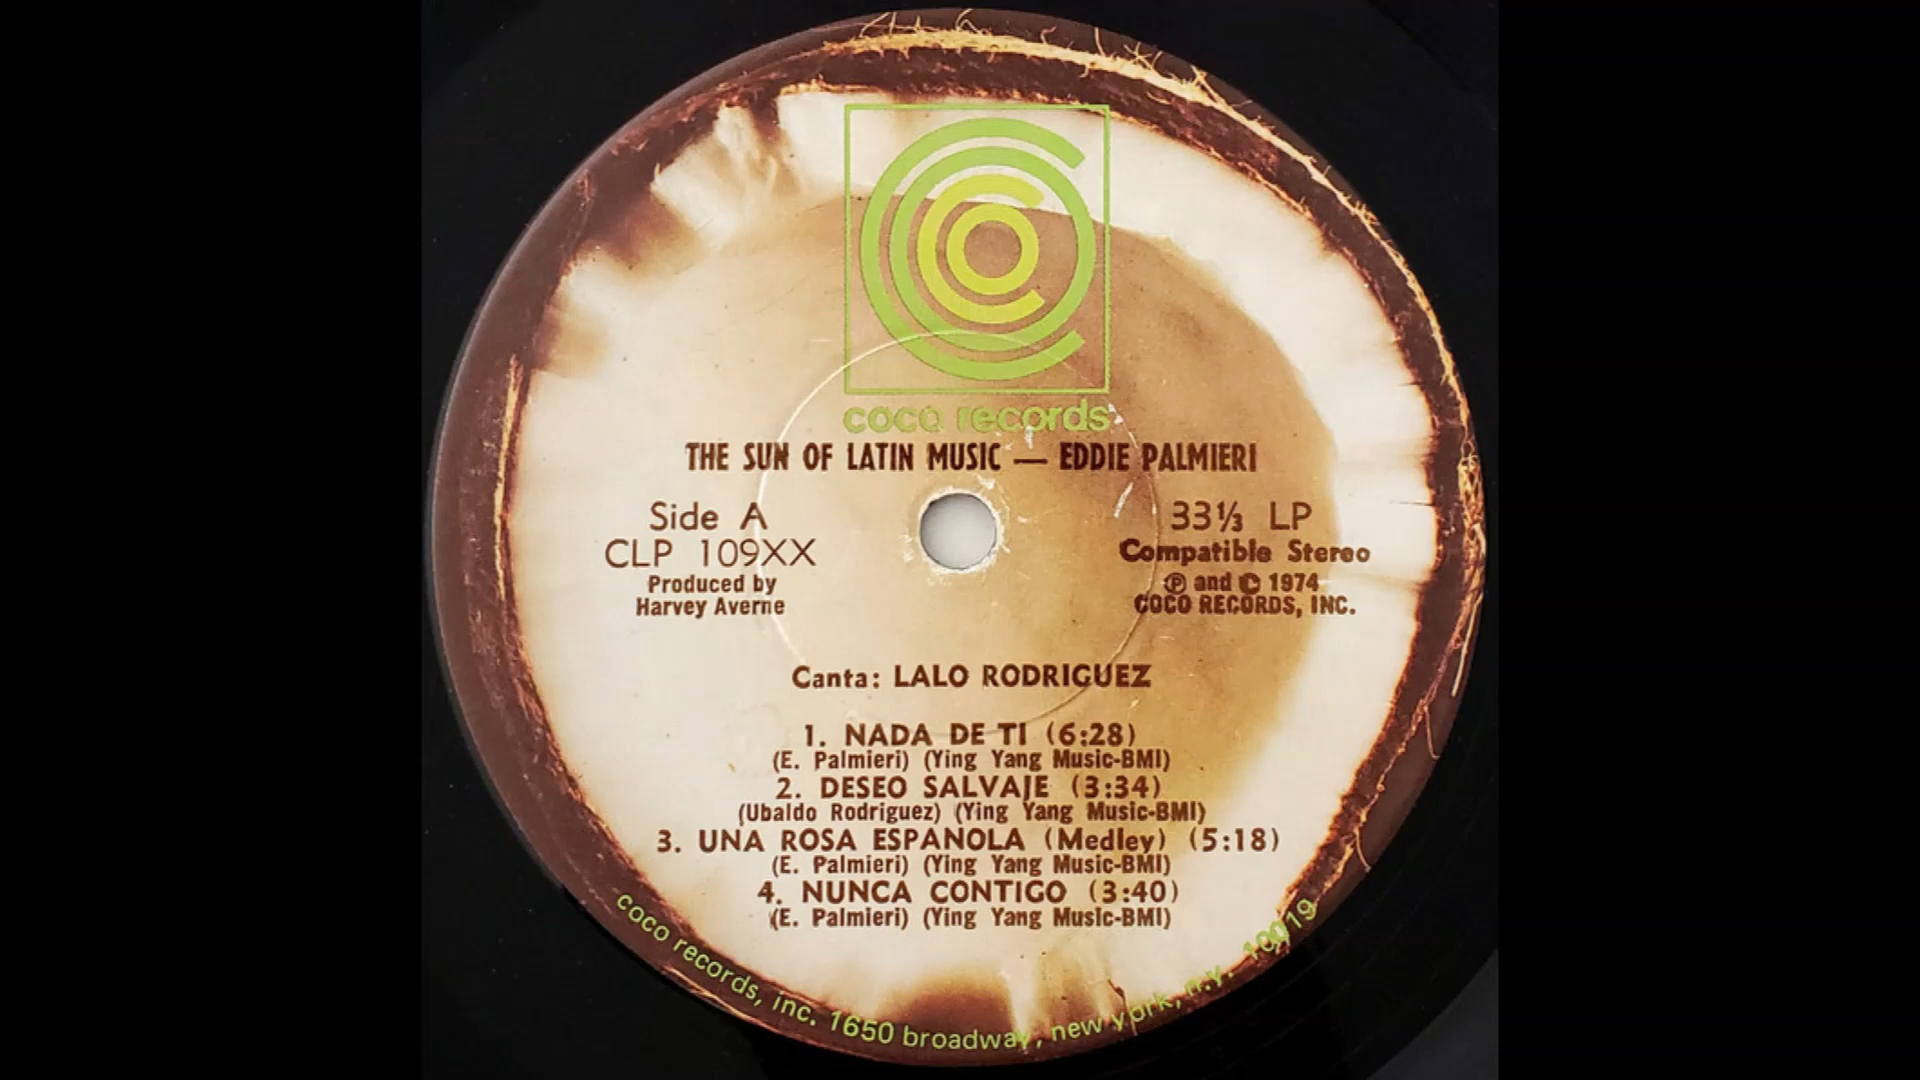 coco records
THE SUN OF LATIN MUSIC — EDDIE PALMIERI
Side A
CLP 109XX
Produced by
Harvey Averne
33⅓ LP
Compatible Stereo
℗ and © 1974
COCO RECORDS, INC.
Canta: LALO RODRIGUEZ
1. NADA DE TI (6:28)
(E. Palmieri) (Ying Yang Music-BMI)
2. DESEO SALVAJE (3:34)
(Ubaldo Rodriguez) (Ying Yang Music-BMI)
3. UNA ROSA ESPANOLA (Medley) (5:18)
(E. Palmieri) (Ying Yang Music-BMI)
4. NUNCA CONTIGO (3:40)
(E. Palmieri) (Ying Yang Music-BMI)
coco records, inc. 1650 broadway, new york, n.y. 10019